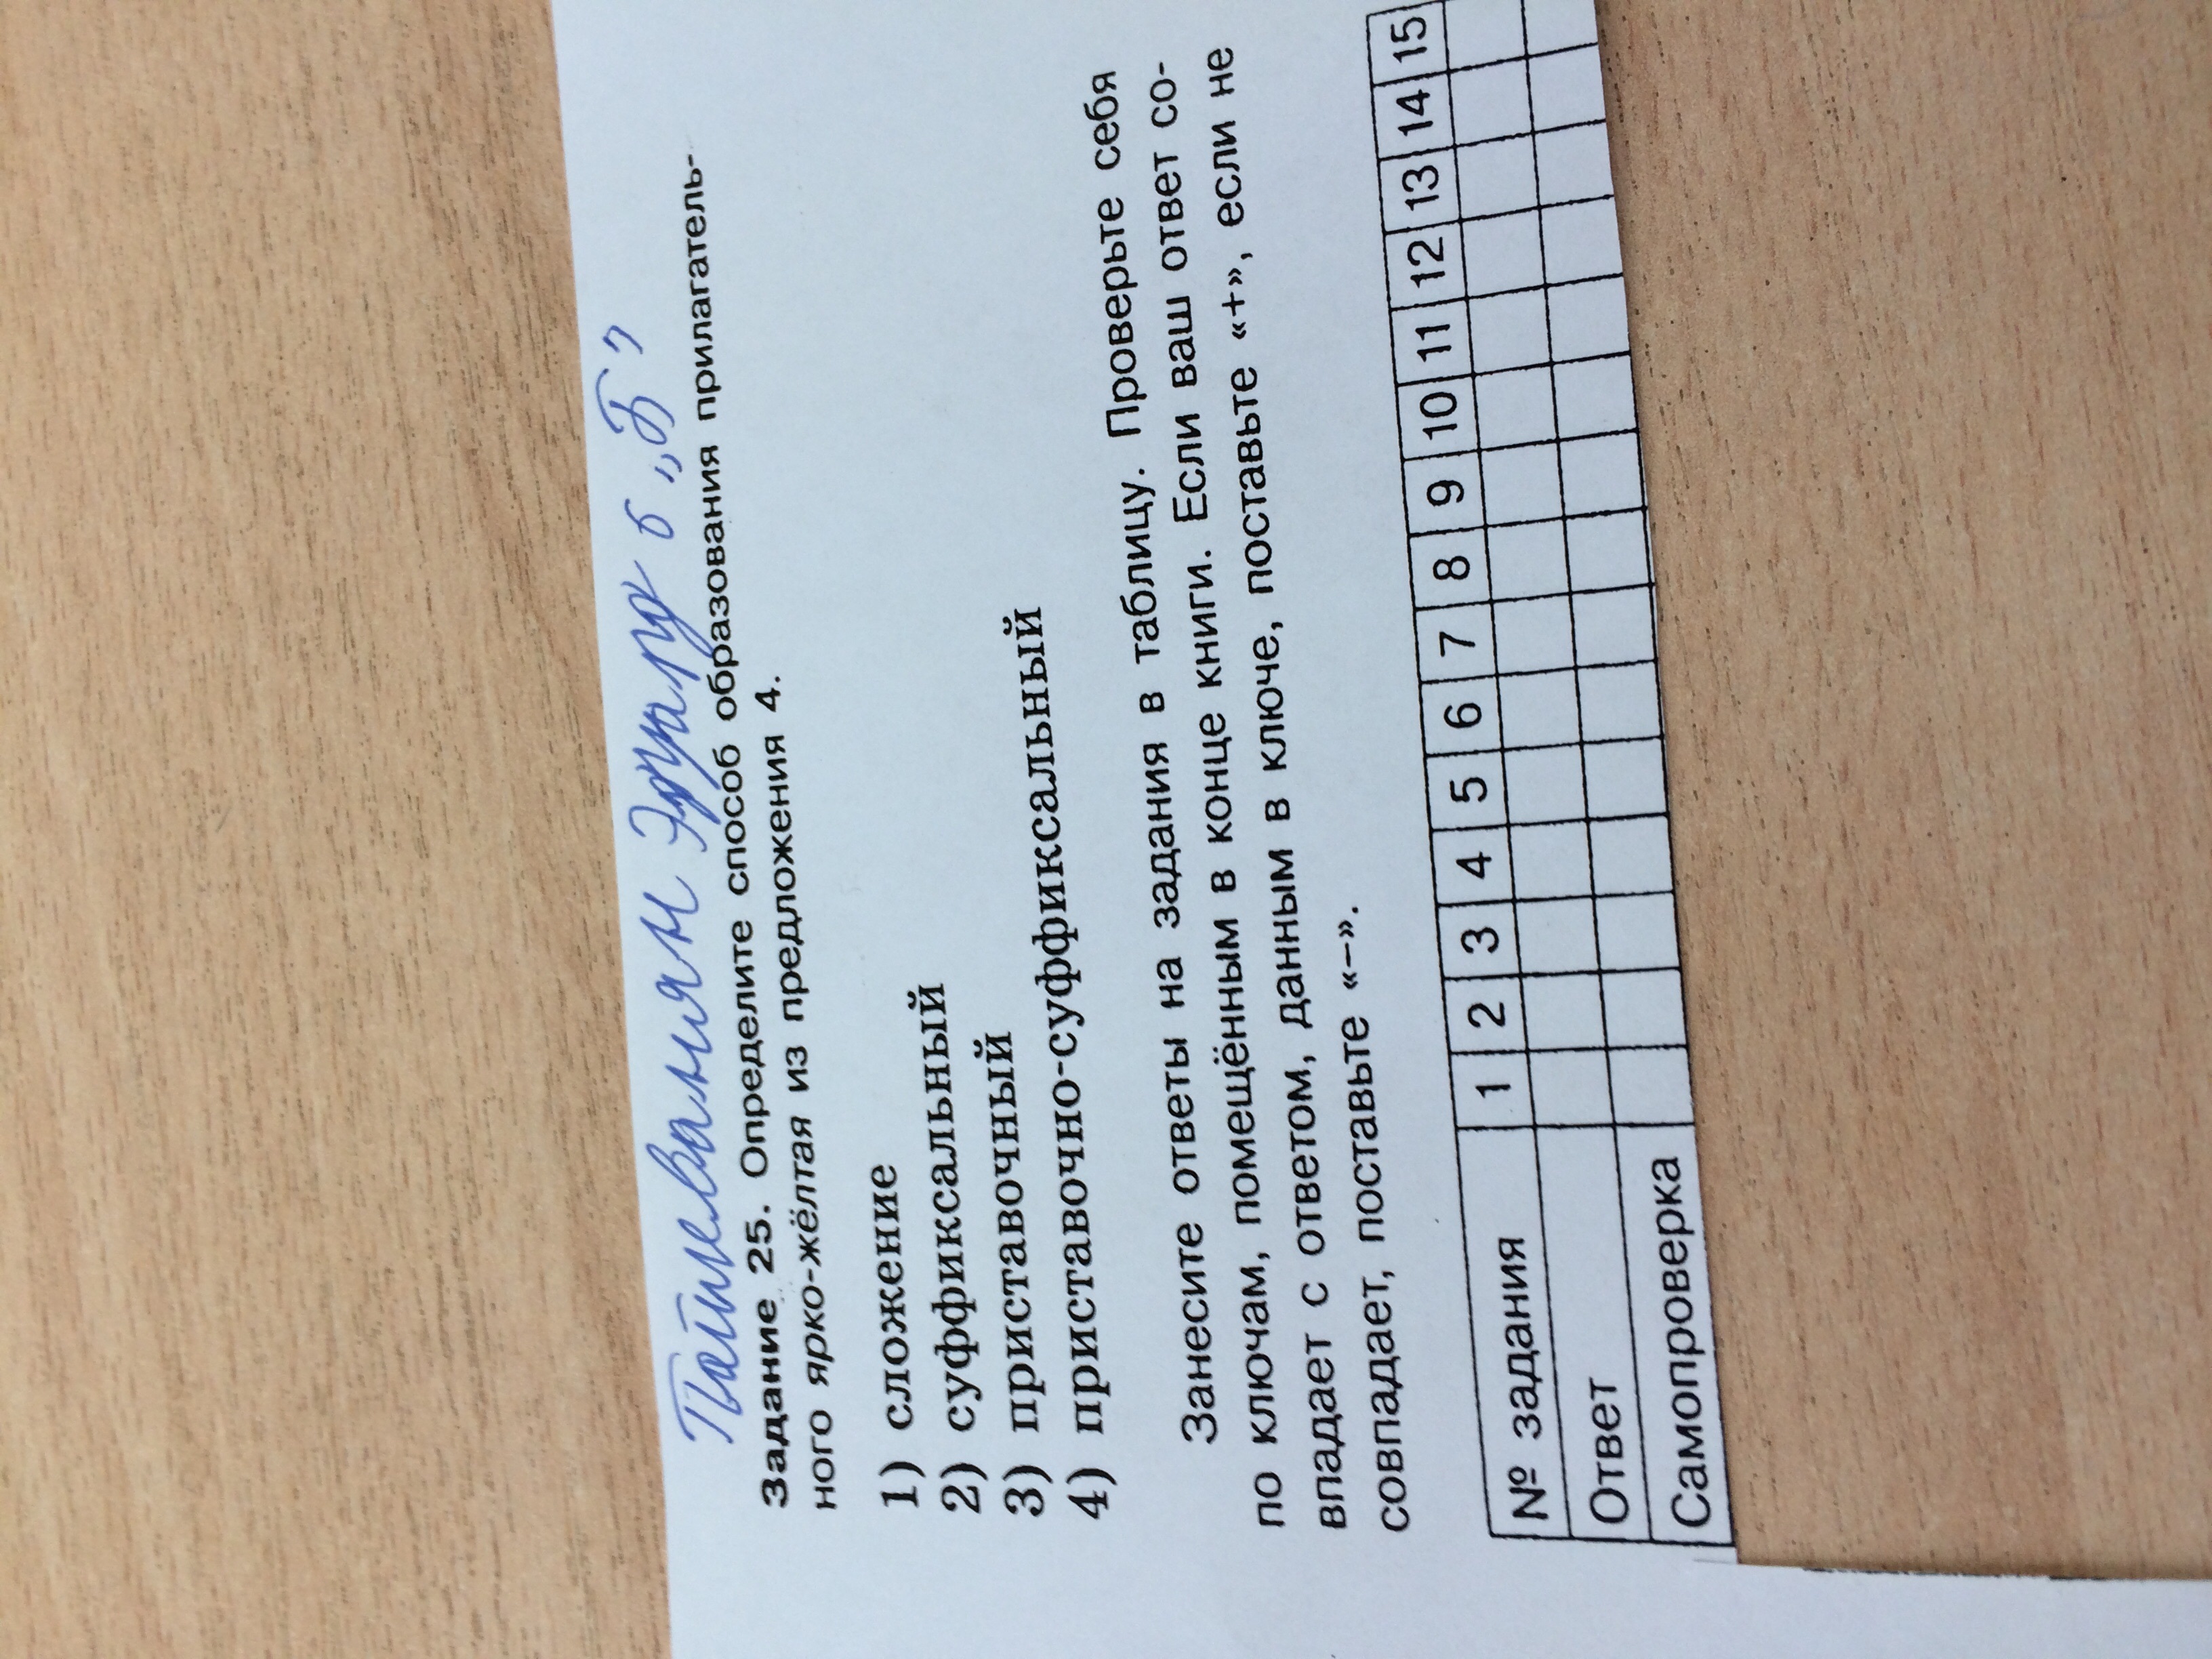 Эдуард 6 „Б”
Задание 25. Определите способ образования прилагатель-
ного ярко-жёлтая из предложения 4.
1) сложение
2) суффиксальный
3) приставочный
4) приставочно-суффиксальный
Занесите ответы на задания в таблицу. Проверьте себя
по ключам, помещённым в конце книги. Если ваш ответ со-
впадает с ответом, данным в ключе, поставьте «+», если не
совпадает, поставьте «–».
№ задания 1 2 3 4 5 6 7 8 9 10 11 12 13 14 15
Ответ
Самопроверка